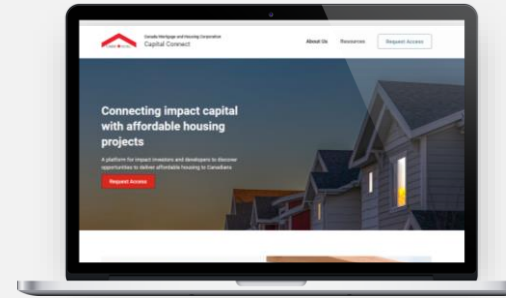 Canada Mortgage and Housing Corporation
Capital Connect
About Us Resources Request Access
Connecting impact capital
with affordable housing
projects
A platform for impact investors and developers to discover
opportunities to deliver affordable housing to Canadians
Request Access